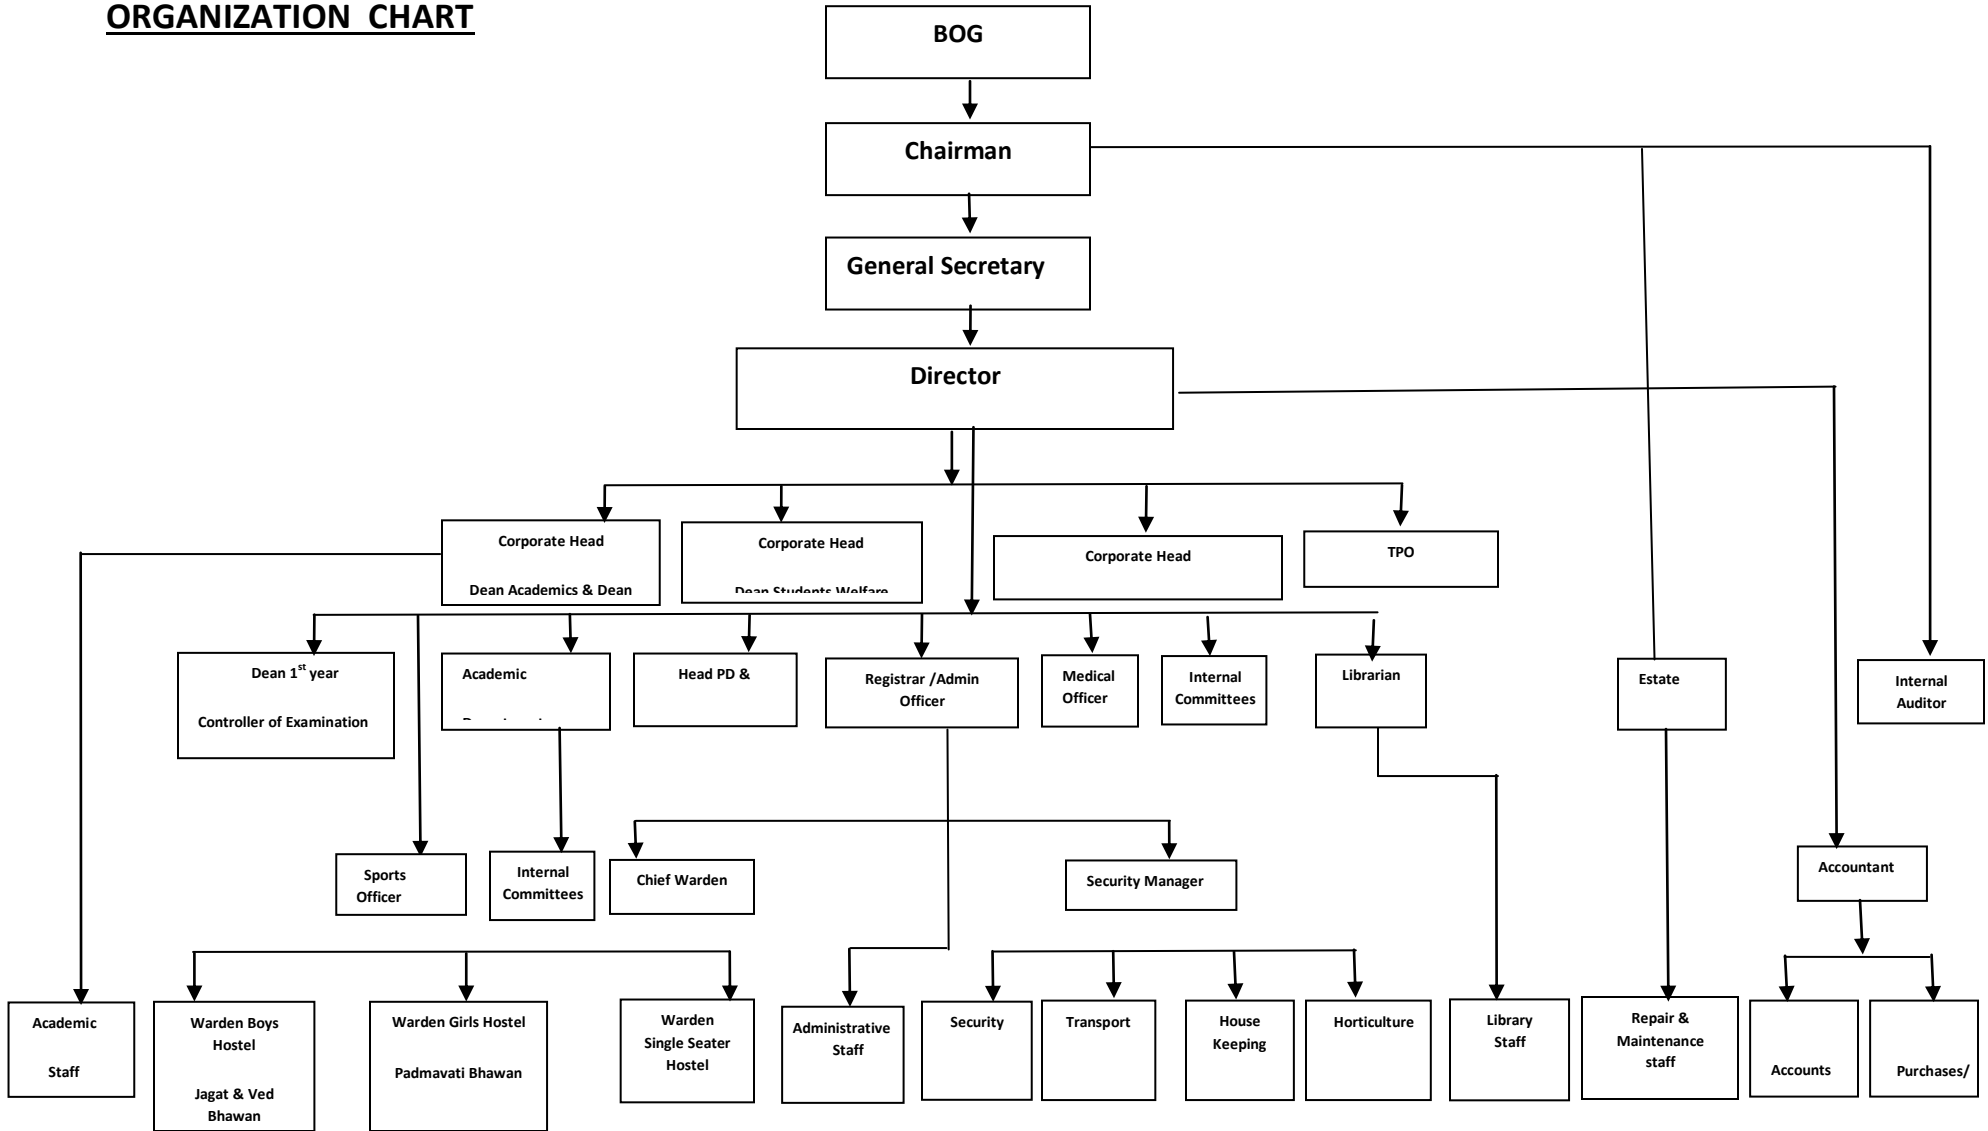 ORGANIZATION CHART
BOG
Chairman
General Secretary
Director
Corporate Head
Dean Academics & Dean
Corporate Head
Dean Students Welfare
Corporate Head
TPO
Dean 1st year
Controller of Examination
Academic
Head PD &
Registrar /Admin
Officer
Medical
Officer
Internal
Committees
Librarian
Estate
Internal
Auditor
Sports
Officer
Internal
Committees
Chief Warden
Security Manager
Accountant
Academic
Staff
Warden Boys
Hostel
Jagat & Ved
Bhawan
Warden Girls Hostel
Padmavati Bhawan
Warden
Single Seater
Hostel
Administrative
Staff
Security
Transport
House
Keeping
Horticulture
Library
Staff
Repair &
Maintenance
staff
Accounts
Purchases/